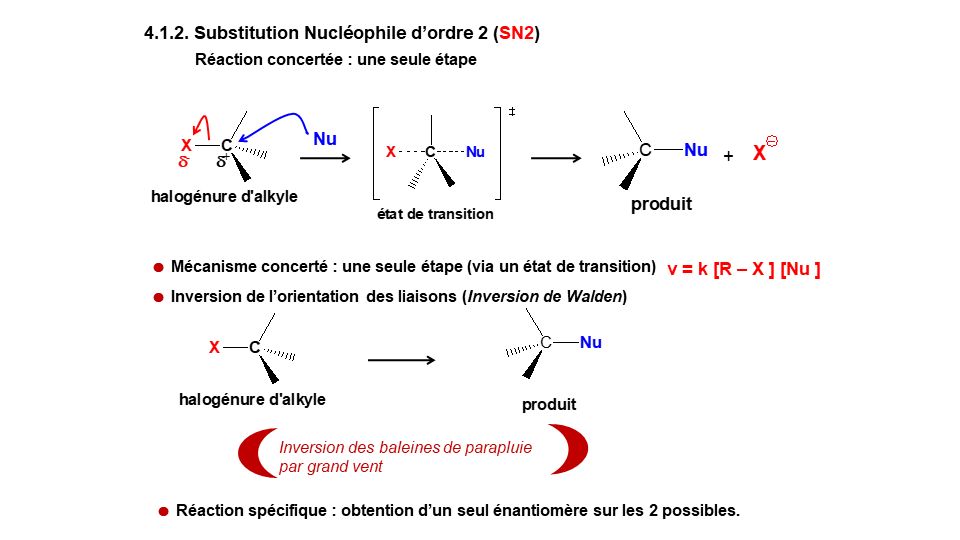 4.1.2. Substitution Nucléophile d’ordre 2 (SN2)
Réaction concertée : une seule étape
X C Nu
δ- δ+
halogénure d'alkyle
X C Nu ‡
état de transition
C Nu + X ⊖
produit
Mécanisme concerté : une seule étape (via un état de transition) v = k [R – X ] [Nu ]
Inversion de l’orientation des liaisons (Inversion de Walden)
X C
halogénure d'alkyle
C Nu
produit
Inversion des baleines de parapluie
par grand vent
Réaction spécifique : obtention d’un seul énantiomère sur les 2 possibles.